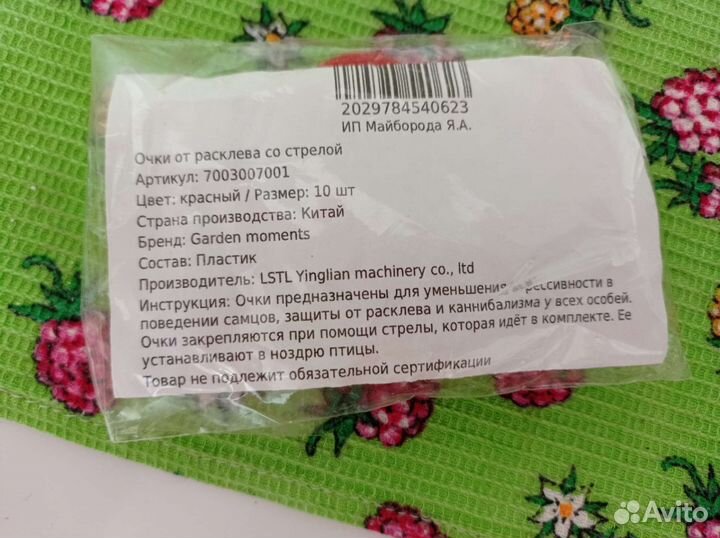 2029784540623
ИП Майборода Я.А.
Очки от расклева со стрелой
Артикул: 7003007001
Цвет: красный / Размер: 10 шт
Страна производства: Китай
Бренд: Garden moments
Состав: Пластик
Производитель: LSTL Yinglian machinery co., ltd
Инструкция: Очки предназначены для уменьшения агрессивности в
поведении самцов, защиты от расклева и каннибализма у всех особей.
Очки закрепляются при помощи стрелы, которая идёт в комплекте. Ее
устанавливают в ноздрю птицы.
Товар не подлежит обязательной сертификации
Avito